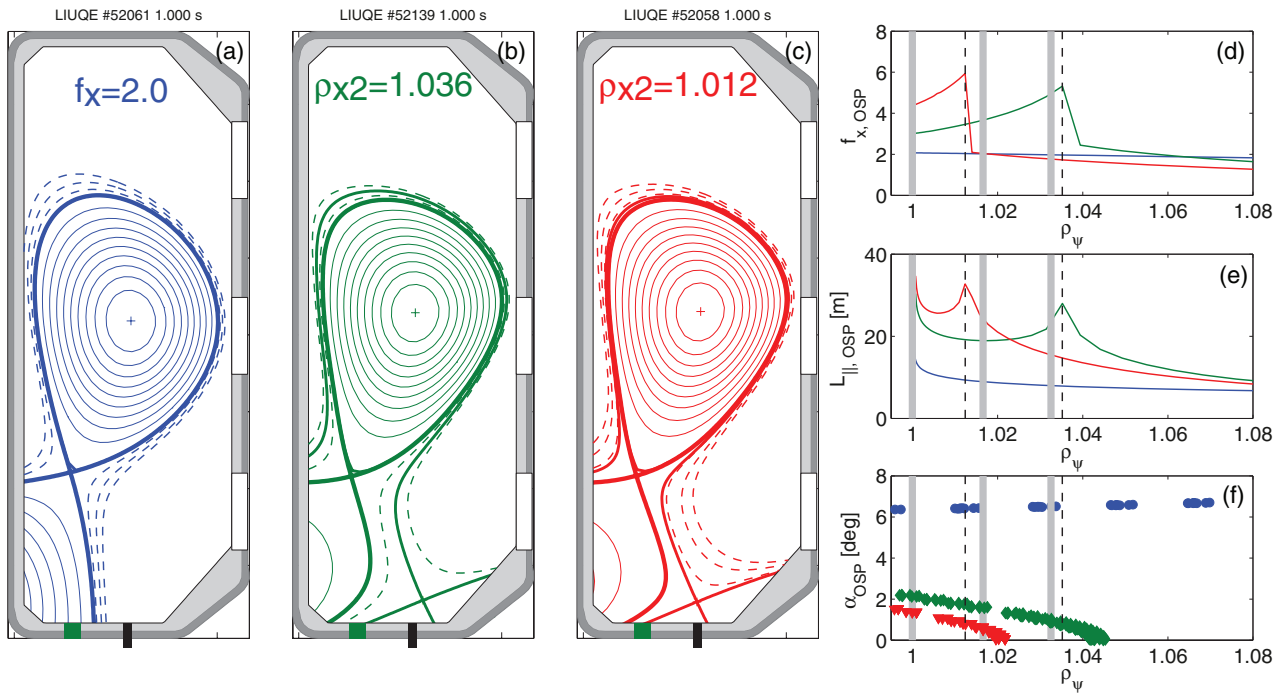 LIUQE #52061 1.000 s
(a)
fx=2.0
LIUQE #52139 1.000 s
(b)
ρx2=1.036
LIUQE #52058 1.000 s
(c)
ρx2=1.012
(d)
fx, OSP
8
6
4
2
0
1 1.02 1.04 1.06 1.08
ρψ
(e)
L||, OSP [m]
40
20
0
1 1.02 1.04 1.06 1.08
ρψ
(f)
αOSP [deg]
8
6
4
2
0
1 1.02 1.04 1.06 1.08
ρψ